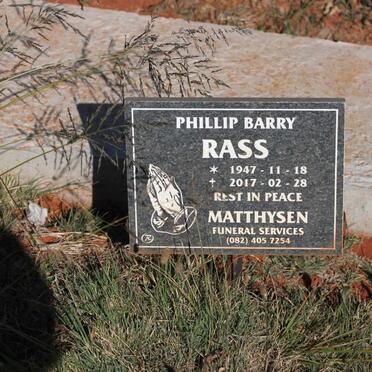 PHILLIP BARRY
RASS
* 1947 - 11 - 18
✝ 2017 - 02 - 28
REST IN PEACE
MATTHYSEN
FUNERAL SERVICES
(082) 405 7254